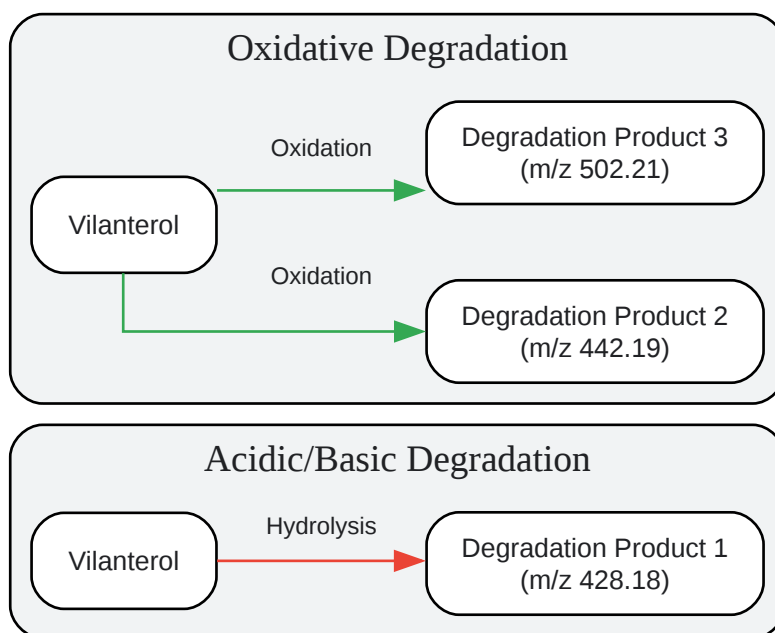 Oxidative Degradation
Oxidation
Degradation Product 3
(m/z 502.21)
Vilanterol
Oxidation
Degradation Product 2
(m/z 442.19)
Acidic/Basic Degradation
Hydrolysis
Vilanterol
Degradation Product 1
(m/z 428.18)